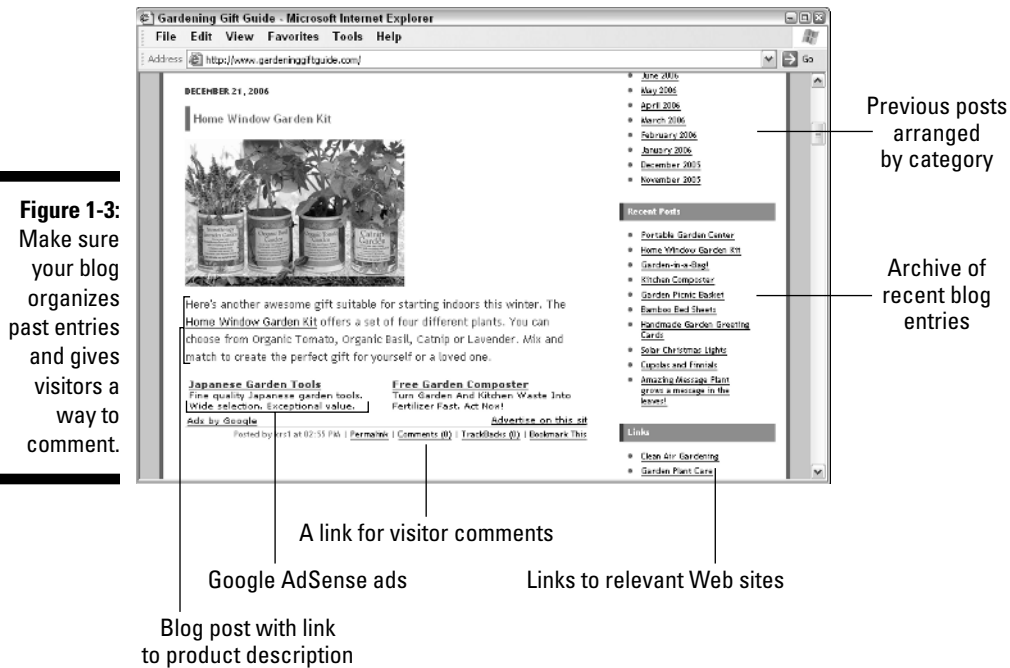 Gardening Gift Guide - Microsoft Internet Explorer
File Edit View Favorites Tools Help
Address http://www.gardeninggiftguide.com/ Go
DECEMBER 21, 2006
Home Window Garden Kit
Here's another awesome gift suitable for starting indoors this winter. The
Home Window Garden Kit offers a set of four different plants. You can
choose from Organic Tomato, Organic Basil, Catnip or Lavender. Mix and
match to create the perfect gift for yourself or a loved one.
Japanese Garden Tools
Fine quality Japanese garden tools.
Wide selection. Exceptional value.
Free Garden Composter
Turn Garden And Kitchen Waste Into
Fertilizer Fast. Act Now!
Ads by Google
Advertise on this sit
Posted by krs1 at 02:55 PM | Permalink | Comments (0) | TrackBacks (0) | Bookmark This
June 2006
May 2006
April 2006
March 2006
February 2006
January 2006
December 2005
November 2005
Recent Posts
Portable Garden Center
Home Window Garden Kit
Garden-in-a-Bag!
Kitchen Composter
Garden Picnic Basket
Bamboo Bed Sheets
Handmade Garden Greeting
Cards
Solar Christmas Lights
Cupolas and Finnials
Amazing Message Plant
grows a message in the
leaves!
Links
Clean Air Gardening
Garden Plant Care
Previous posts
arranged
by category
Archive of
recent blog
entries
Figure 1-3:
Make sure
your blog
organizes
past entries
and gives
visitors a
way to
comment.
A link for visitor comments
Google AdSense ads
Links to relevant Web sites
Blog post with link
to product description